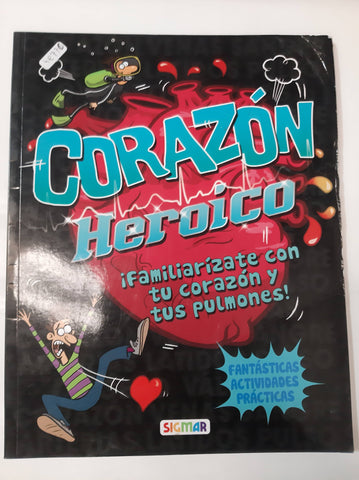 CORAZÓN
Heroico
¡Familiarízate con
tu corazón y
tus pulmones!
FANTÁSTICAS
ACTIVIDADES
PRÁCTICAS
SIGMAR